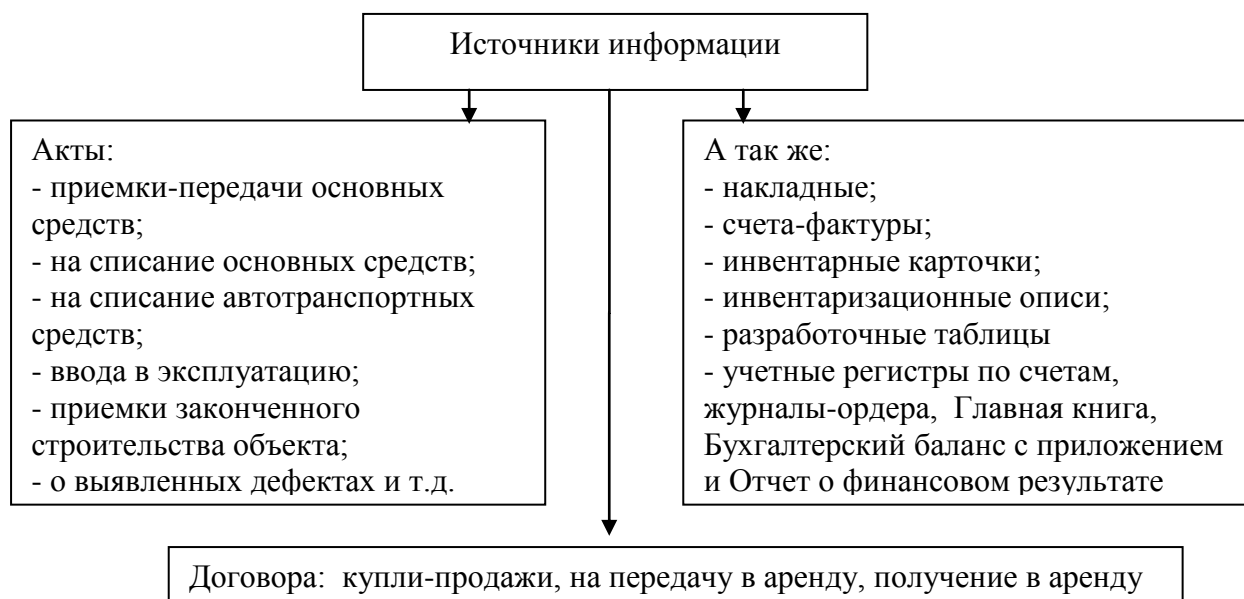 Источники информации
Акты:
- приемки-передачи основных
средств;
- на списание основных средств;
- на списание автотранспортных
средств;
- ввода в эксплуатацию;
- приемки законченного
строительства объекта;
- о выявленных дефектах и т.д.
А так же:
- накладные;
- счета-фактуры;
- инвентарные карточки;
- инвентаризационные описи;
- разработочные таблицы
- учетные регистры по счетам,
журналы-ордера, Главная книга,
Бухгалтерский баланс с приложением
и Отчет о финансовом результате
Договора: купли-продажи, на передачу в аренду, получение в аренду